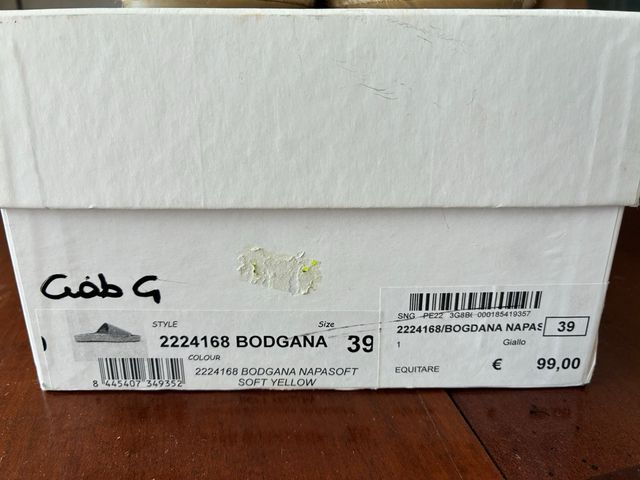 Gab G
STYLE Size
2224168 BODGANA 39
COLOUR
2224168 BODGANA NAPASOFT
SOFT YELLOW
8 445407 349352
SNG PE22 3G8B 000185419357
2224168/BOGDANA NAPAS 39
1 Giallo
EQUITARE € 99,00